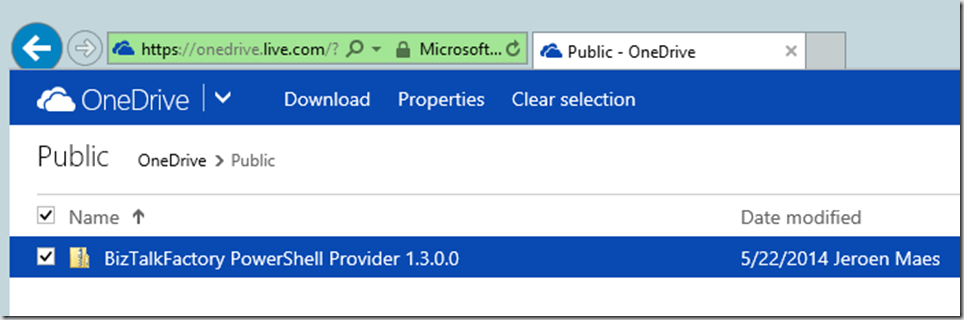 https://onedrive.live.com/? Microsoft... Public - OneDrive
OneDrive Download Properties Clear selection
Public OneDrive > Public
Name Date modified
BizTalkFactory PowerShell Provider 1.3.0.0 5/22/2014 Jeroen Maes